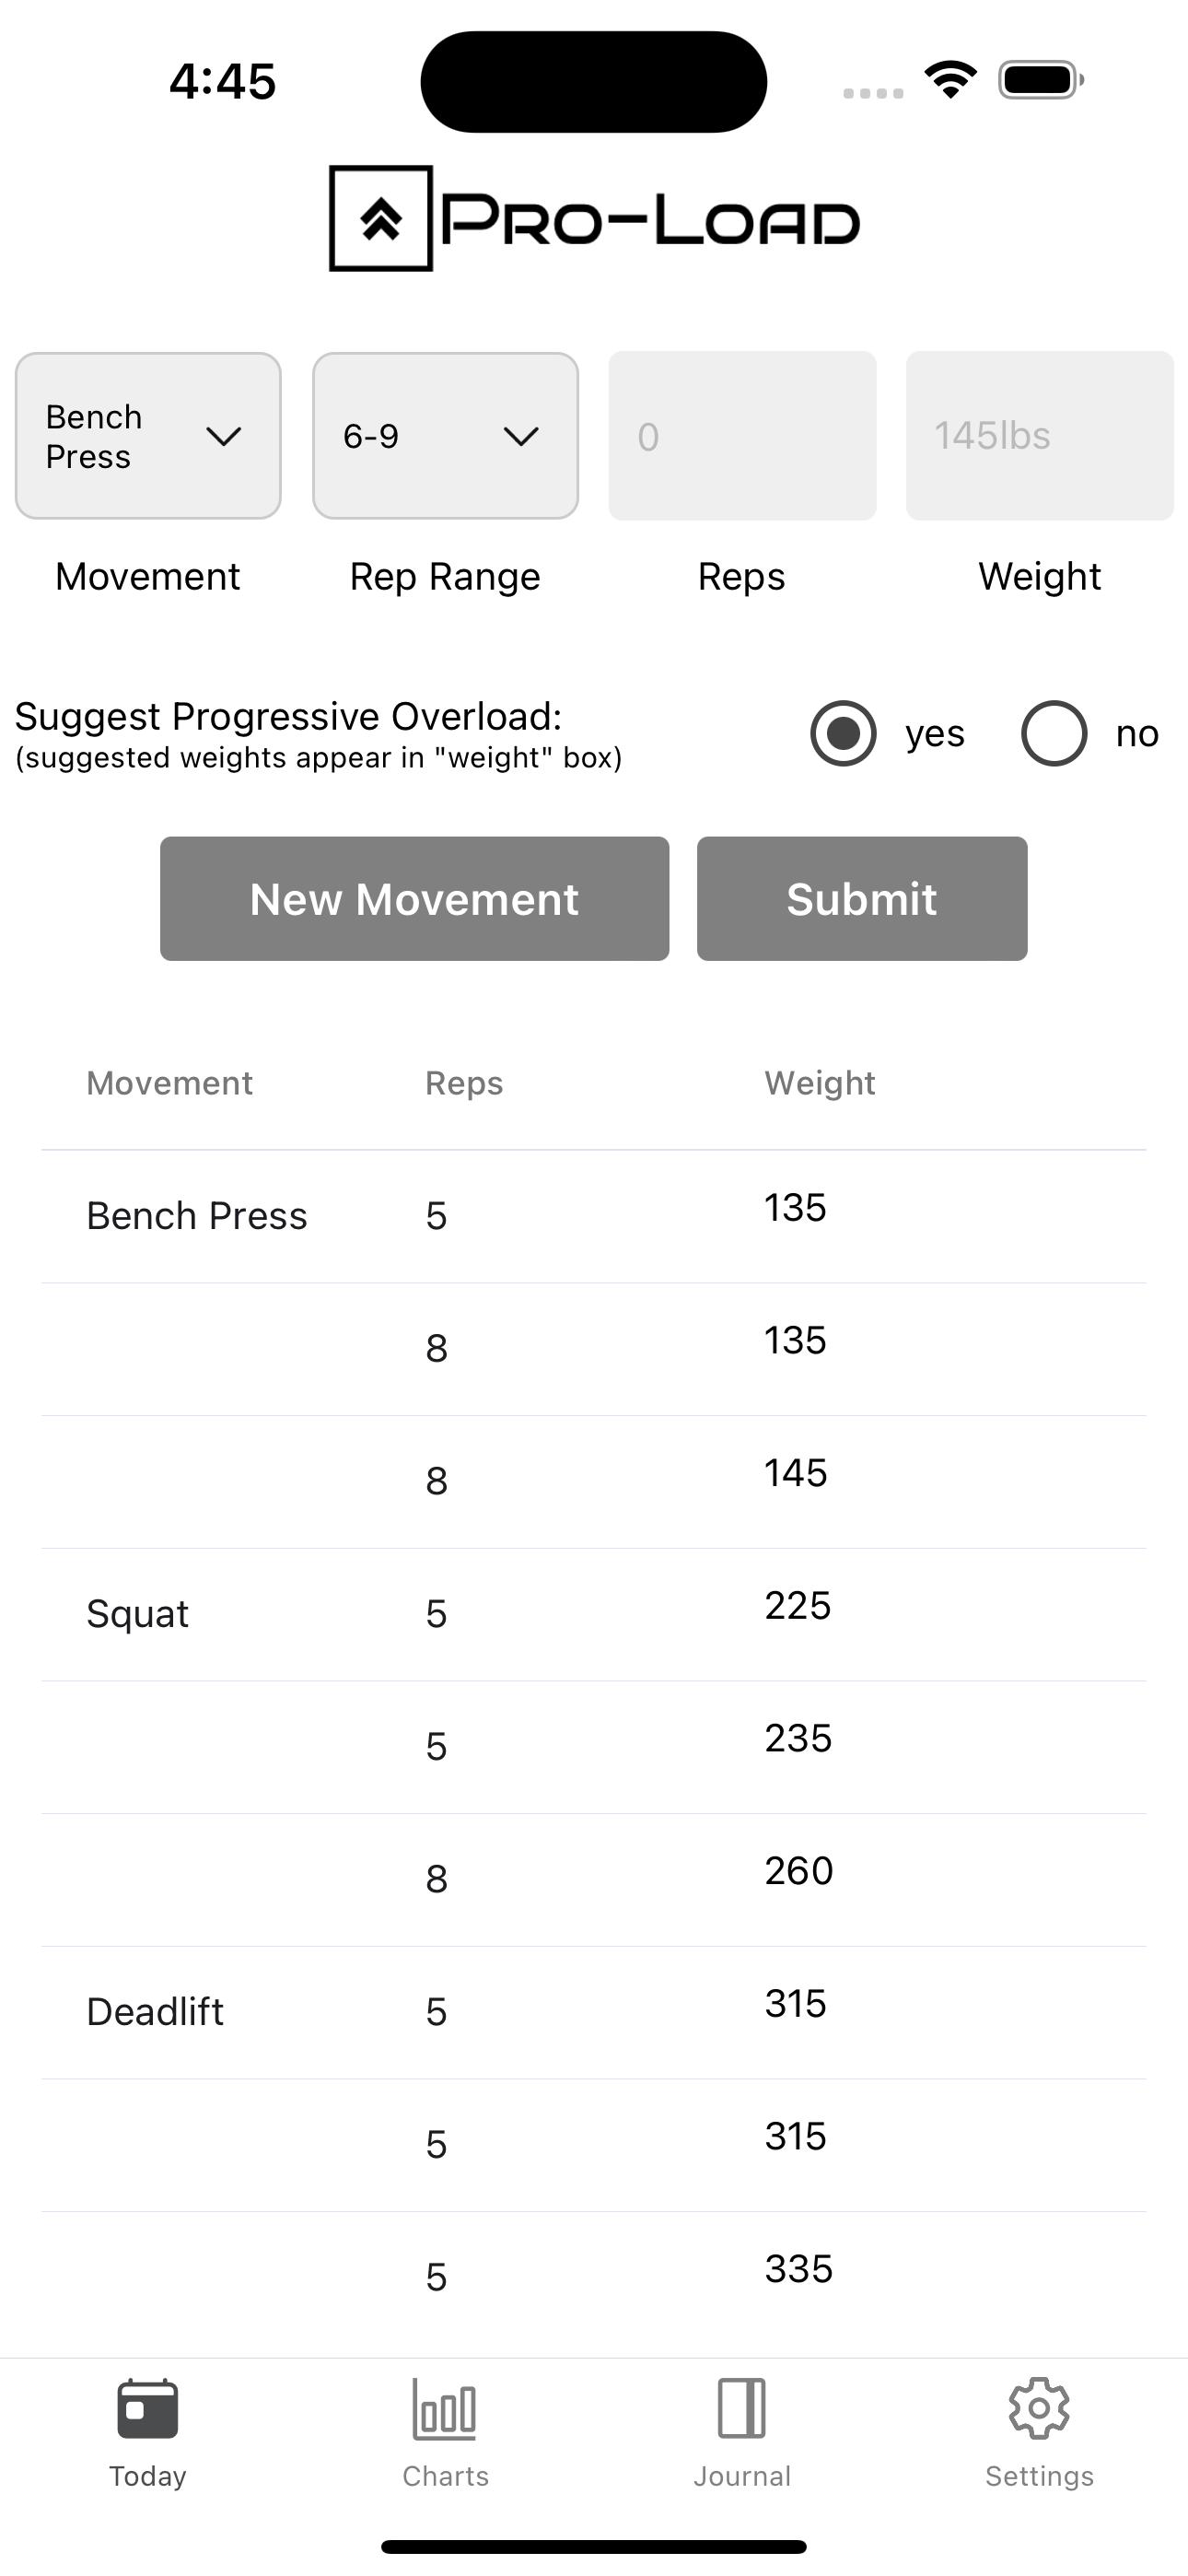 4:45
Pro-Load
Bench
Press
6-9
0
145lbs
Movement Rep Range Reps Weight
Suggest Progressive Overload:
(suggested weights appear in "weight" box)
yes no
New Movement Submit
Movement Reps Weight
Bench Press 5 135
8 135
8 145
Squat 5 225
5 235
8 260
Deadlift 5 315
5 315
5 335
Today Charts Journal Settings